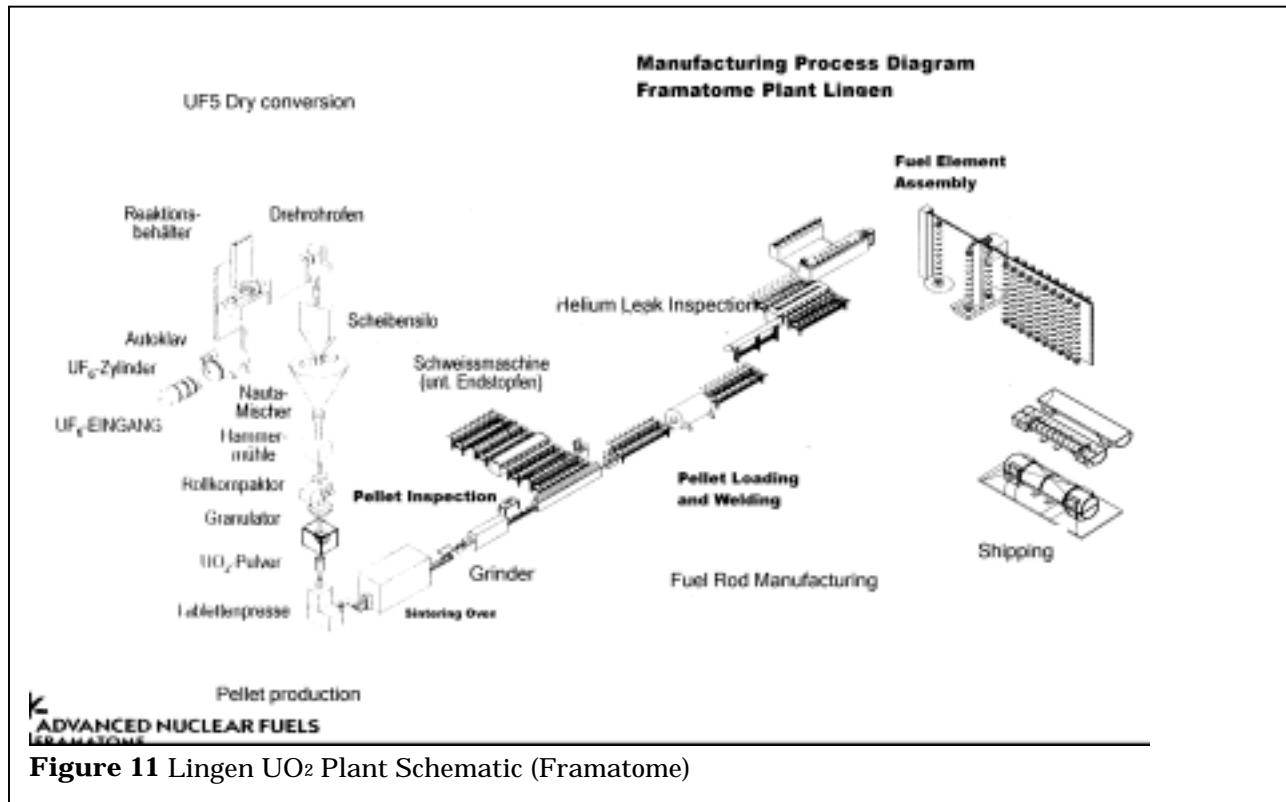 Manufacturing Process Diagram
Framatome Plant Lingen
UF5 Dry conversion
Fuel Element
Assembly
Reaktions-
behälter
Drehrohrofen
Helium Leak Inspection
Scheibensilo
Autoklav
UF₆-Zylinder
Schweissmaschine
(unt. Endstopfen)
UF₆-EINGANG
Nauta-
Mischer
Hammer-
mühle
Rollkompaktor
Pellet Inspection
Pellet Loading
and Welding
Granulator
UO₂-Pulver
Grinder
Fuel Rod Manufacturing
Shipping
Tablettenpresse
Sintering Oven
Pellet production
ADVANCED NUCLEAR FUELS
FRAMATOME
Figure 11 Lingen UO₂ Plant Schematic (Framatome)